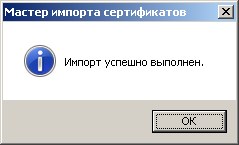 Мастер импорта сертификатов
Импорт успешно выполнен.
OK